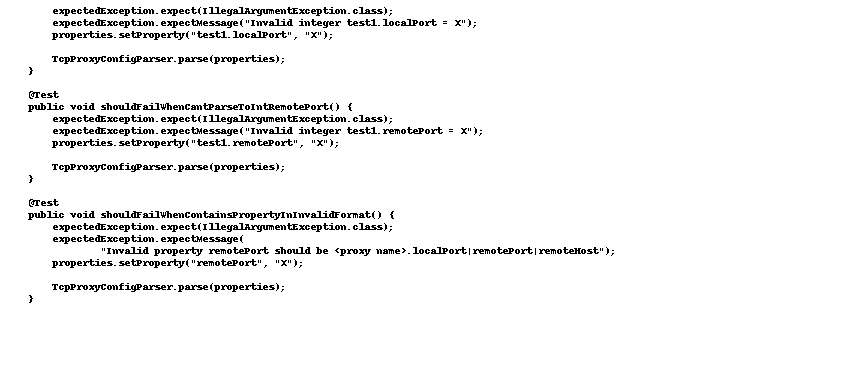 expectedException.expect(IllegalArgumentException.class);
expectedException.expectMessage("Invalid integer test1.localPort = X");
properties.setProperty("test1.localPort", "X");
TcpProxyConfigParser.parse(properties);
}
@Test
public void shouldFailWhenCantParseToIntRemotePort() {
expectedException.expect(IllegalArgumentException.class);
expectedException.expectMessage("Invalid integer test1.remotePort = X");
properties.setProperty("test1.remotePort", "X");
TcpProxyConfigParser.parse(properties);
}
@Test
public void shouldFailWhenContainsPropertyInInvalidFormat() {
expectedException.expect(IllegalArgumentException.class);
expectedException.expectMessage(
"Invalid property remotePort should be <proxy name>.localPort|remotePort|remoteHost");
properties.setProperty("remotePort", "X");
TcpProxyConfigParser.parse(properties);
}